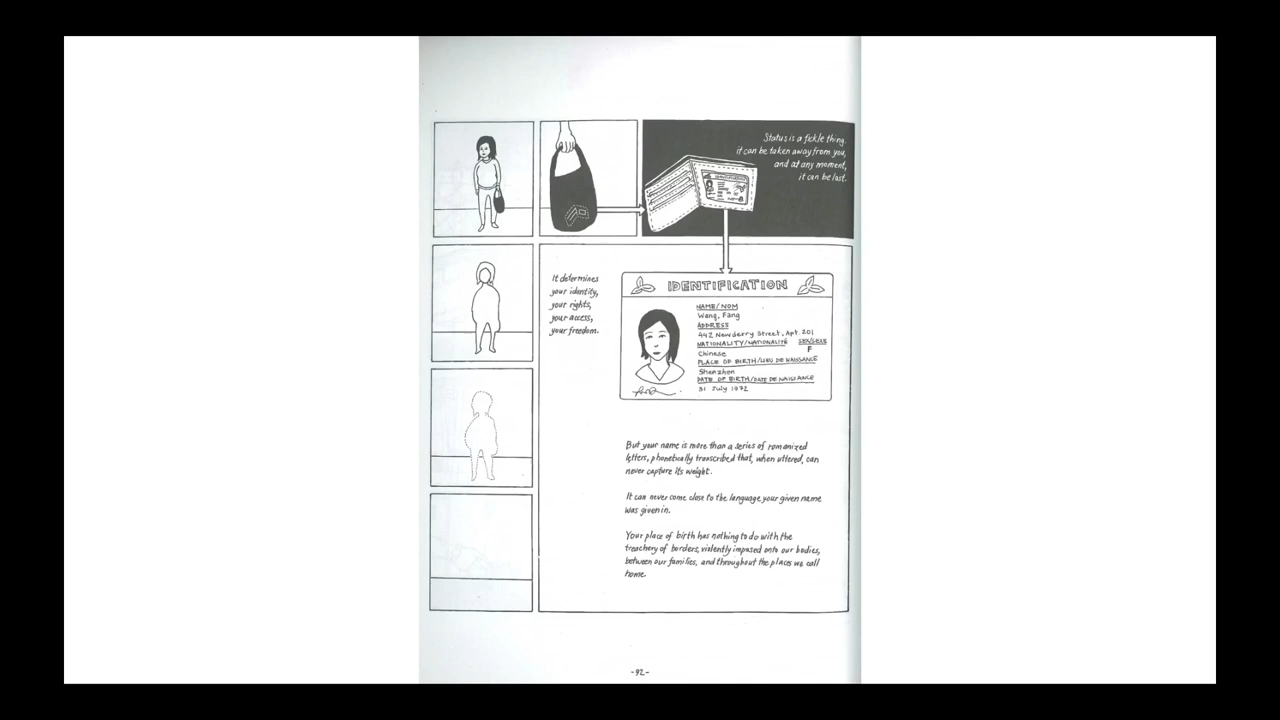 Status is a fickle thing.
it can be taken away from you,
and at any moment,
it can be lost.
It determines
your identity,
your rights,
your access,
your freedom.
IDENTIFICATION
NAME/NOM
Wang, Fang
ADDRESS
442 Newderry Street, Apt. 201
NATIONALITY/NATIONALITÉ SEX/SEXE
Chinese F
PLACE OF BIRTH/LIEU DE NAISSANCE
Shenzhen
DATE OF BIRTH/DATE DE NAISSANCE
31 July 1972
But your name is more than a series of romanized
letters, phonetically transcribed that, when uttered, can
never capture its weight.
It can never come close to the language your given name
was given in.
Your place of birth has nothing to do with the
treachery of borders, violently imposed onto our bodies,
between our families, and throughout the places we call
home.
-92-